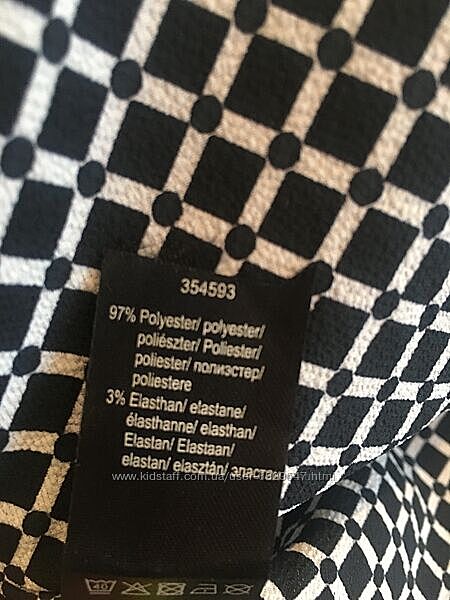 354593
97% Polyester/ polyester/
poliészter/ Poliester/
poliester/ полиэстер/
poliestere
3% Elasthan/ elastane/
élasthanne/ elasthan/
Elastan/ Elastaan/
elastan/ elasztán/ эластан
40